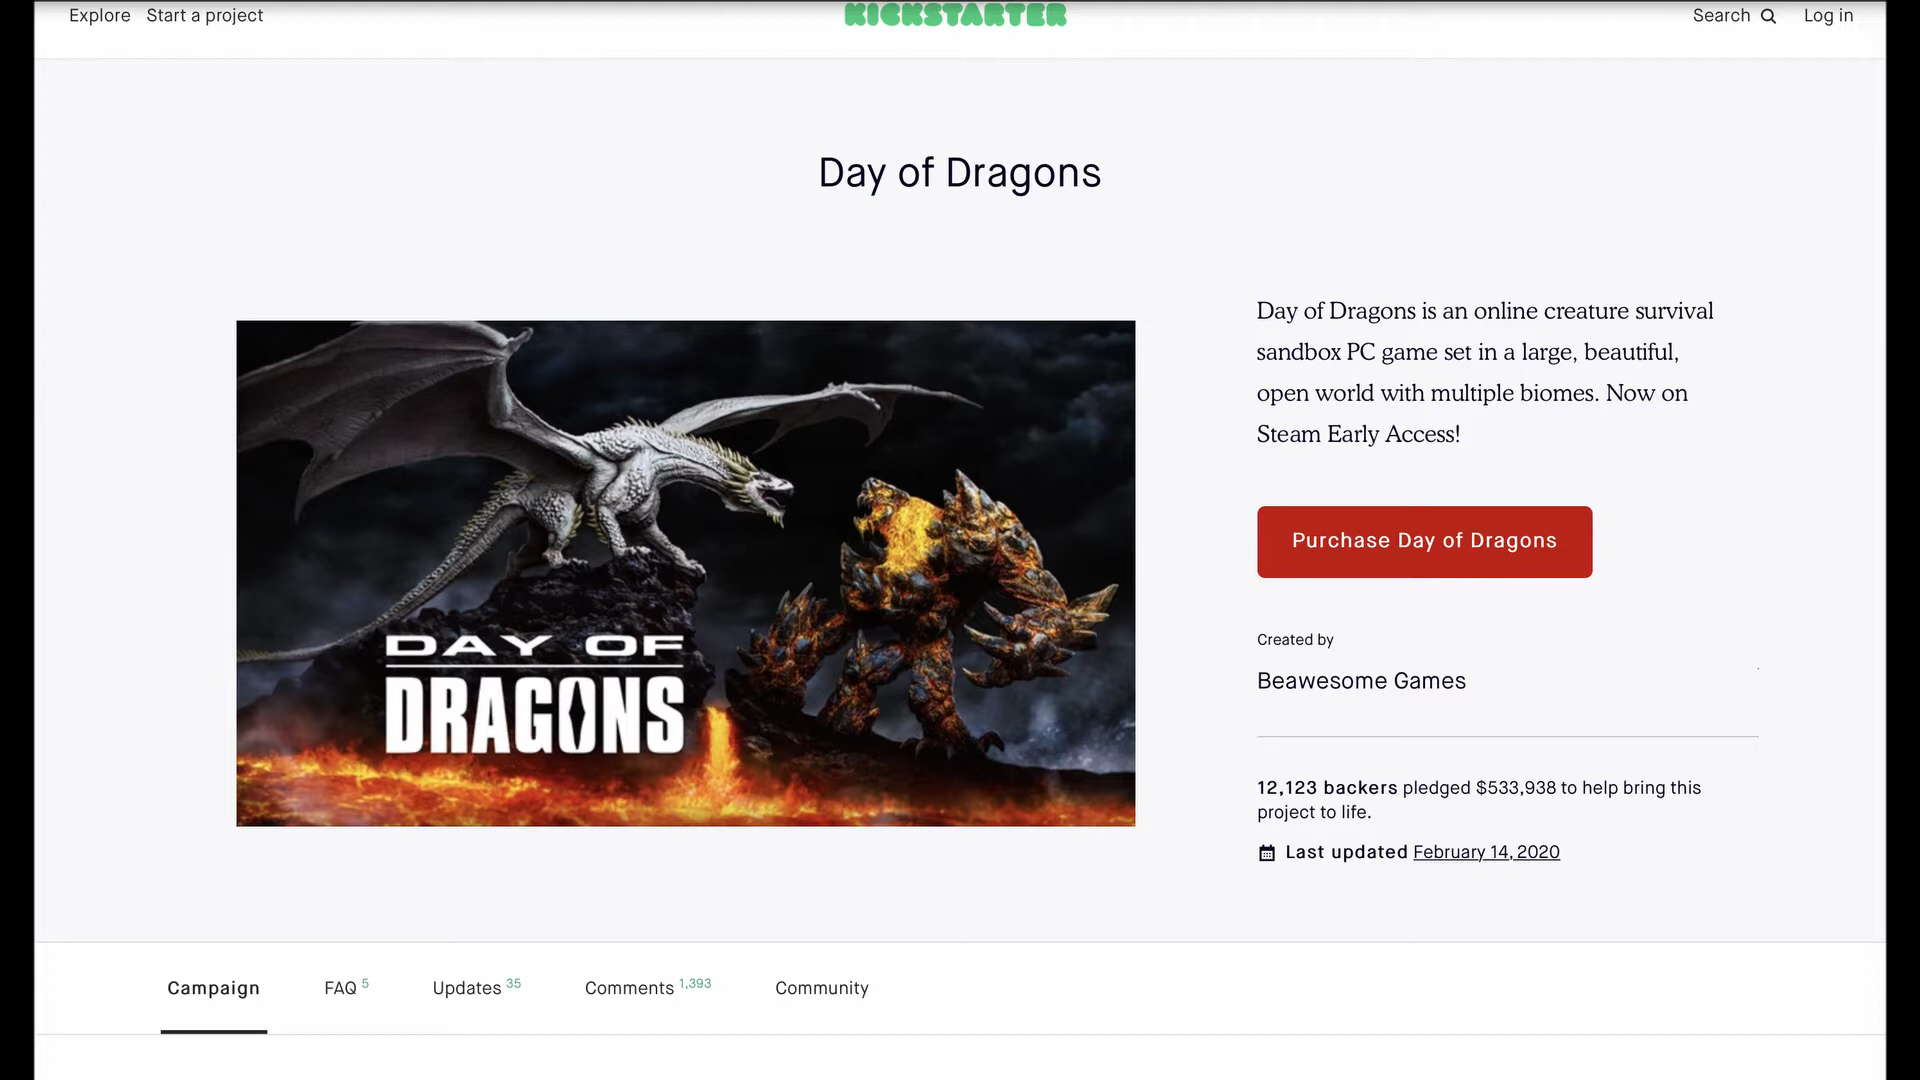 Explore Start a project KICKSTARTER Search Log in
Day of Dragons
Day of Dragons is an online creature survival
sandbox PC game set in a large, beautiful,
open world with multiple biomes. Now on
Steam Early Access!
Purchase Day of Dragons
Created by
Beawesome Games
12,123 backers pledged $533,938 to help bring this
project to life.
Last updated February 14, 2020
DAY OF
DRAGONS
Campaign FAQ 5 Updates 35 Comments 1,393 Community